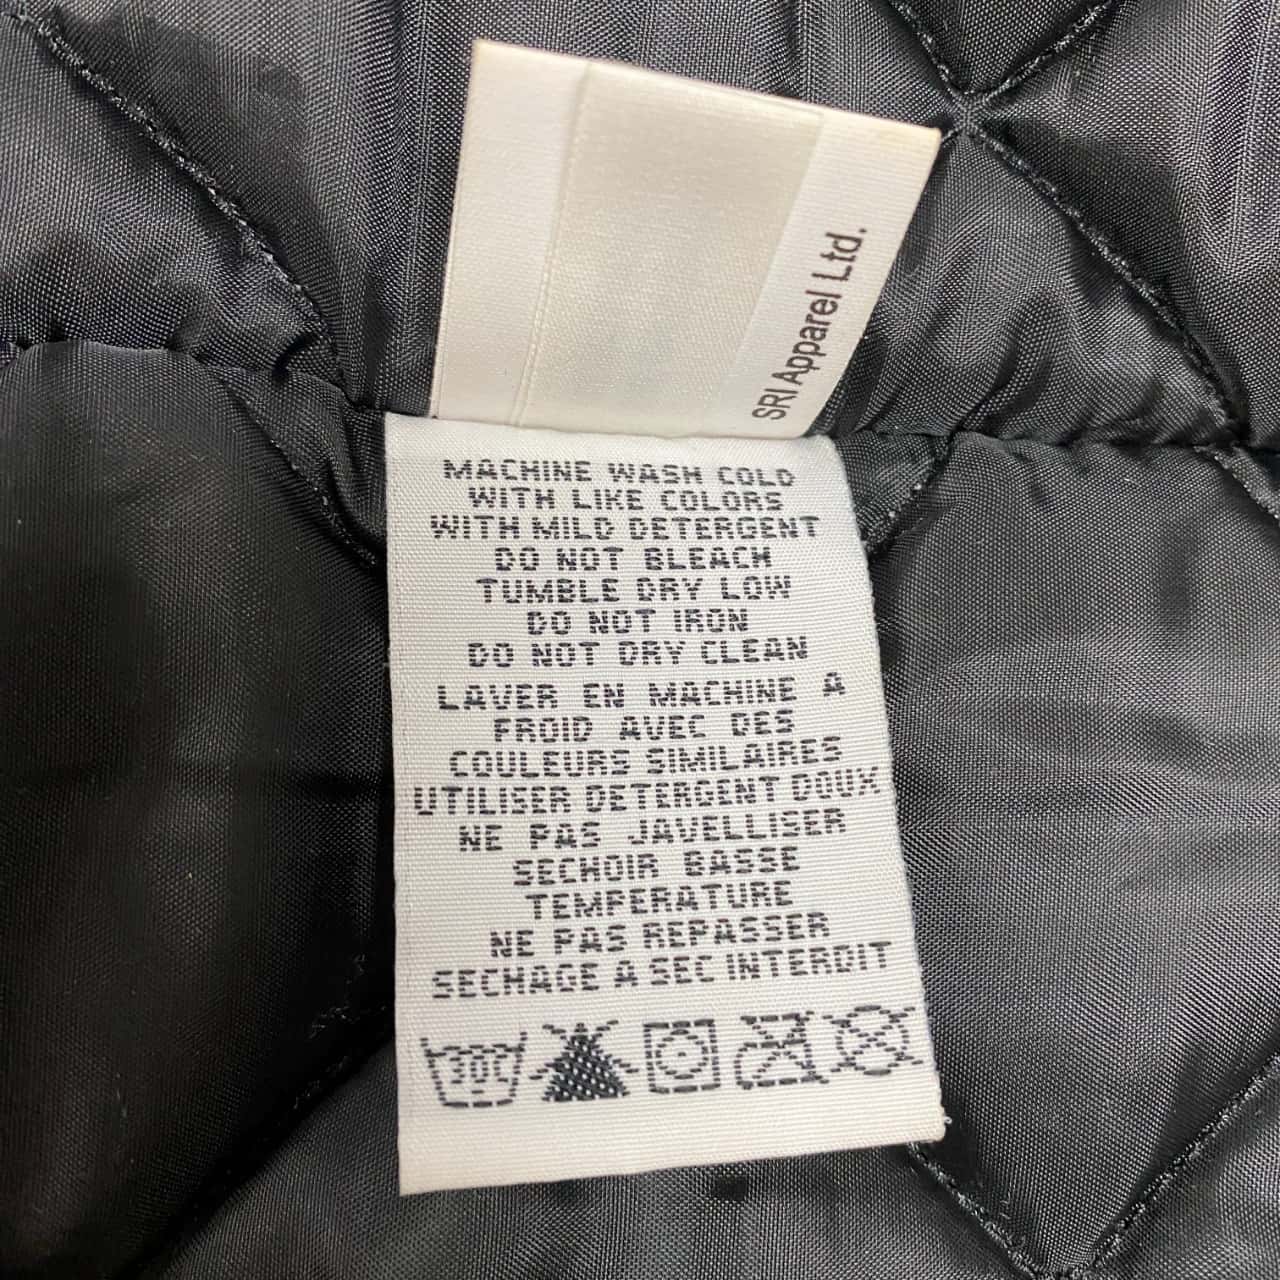 SRI Apparel Ltd.
MACHINE WASH COLD
WITH LIKE COLORS
WITH MILD DETERGENT
DO NOT BLEACH
TUMBLE DRY LOW
DO NOT IRON
DO NOT DRY CLEAN
LAVER EN MACHINE A
FROID AVEC DES
COULEURS SIMILAIRES
UTILISER DETERGENT DOUX
NE PAS JAVELLISER
SECHOIR BASSE
TEMPERATURE
NE PAS REPASSER
SECHAGE A SEC INTERDIT
30C